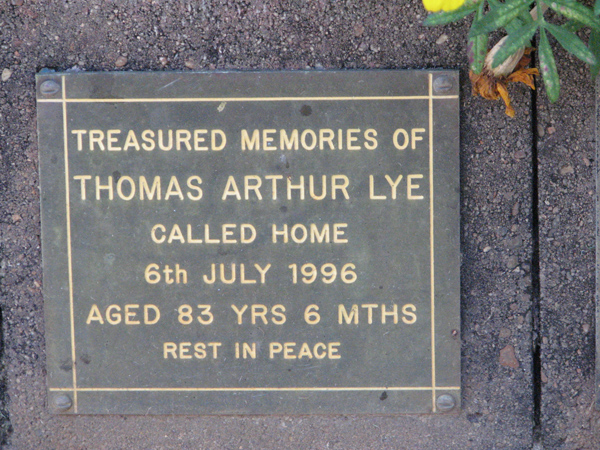 TREASURED MEMORIES OF
THOMAS ARTHUR LYE
CALLED HOME
6th JULY 1996
AGED 83 YRS 6 MTHS
REST IN PEACE